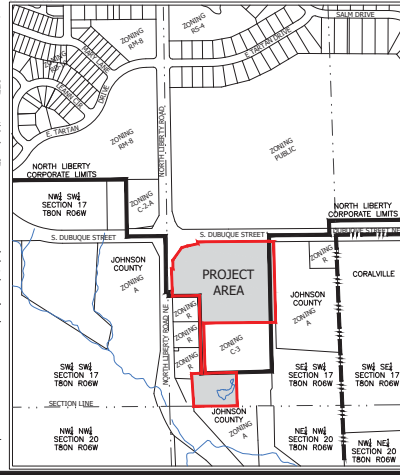 SALM DRIVE
ZONING
RS-4
ZONING
RM-8
E TARTAN DRIVE
DRIVE
E. TARTAN
ZONING
RM-8
NORTH LIBERTY ROAD
ZONING
PUBLIC
NORTH LIBERTY
CORPORATE LIMITS
NW¼ SW¼
SECTION 17
T80N R06W
ZONING
C-2-A
NORTH LIBERTY
CORPORATE LIMITS
S. DUBUQUE STREET
S. DUBUQUE STREET
DUBUQUE STREET NE
JOHNSON
COUNTY
ZONING
A
PROJECT
AREA
ZONING
R
CORALVILLE
JOHNSON
COUNTY
ZONING
A
ZONING
R
ZONING
R
ZONING
R
ZONING
C-3
NORTH LIBERTY ROAD NE
SW¼ SW¼
SECTION 17
T80N R06W
SE¼ SW¼
SECTION 17
T80N R06W
SW¼ SE¼
SECTION 17
T80N R06W
SECTION LINE
JOHNSON
COUNTY
ZONING
A
NW¼ NW¼
SECTION 20
T80N R06W
NE¼ NW¼
SECTION 20
T80N R06W
NW¼ NE¼
SECTION 20
T80N R06W